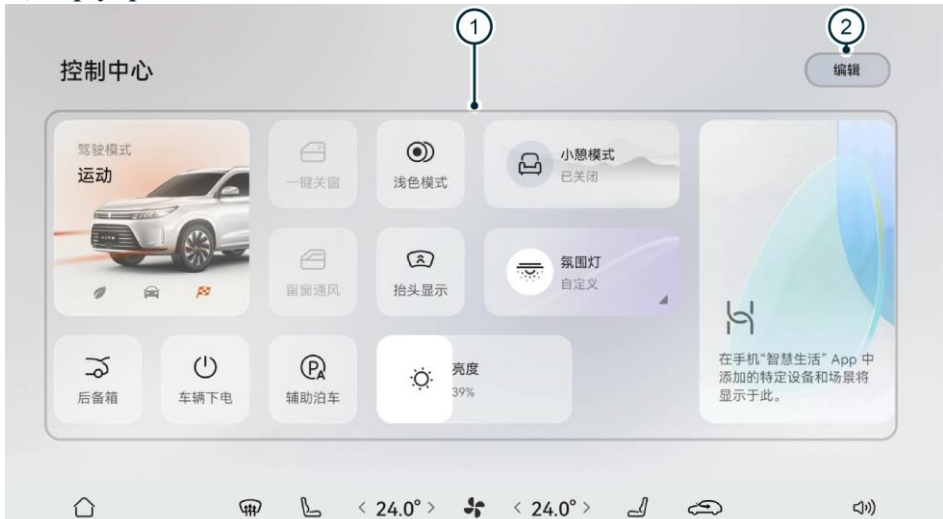 1
2
控制中心
编辑
驾驶模式
运动
一键关窗
浅色模式
小憩模式
已关闭
留窗通风
抬头显示
氛围灯
自定义
后备箱
车辆下电
辅助泊车
亮度
39%
在手机“智慧生活” App 中
添加的特定设备和场景将
显示于此。
< 24.0° >
< 24.0° >